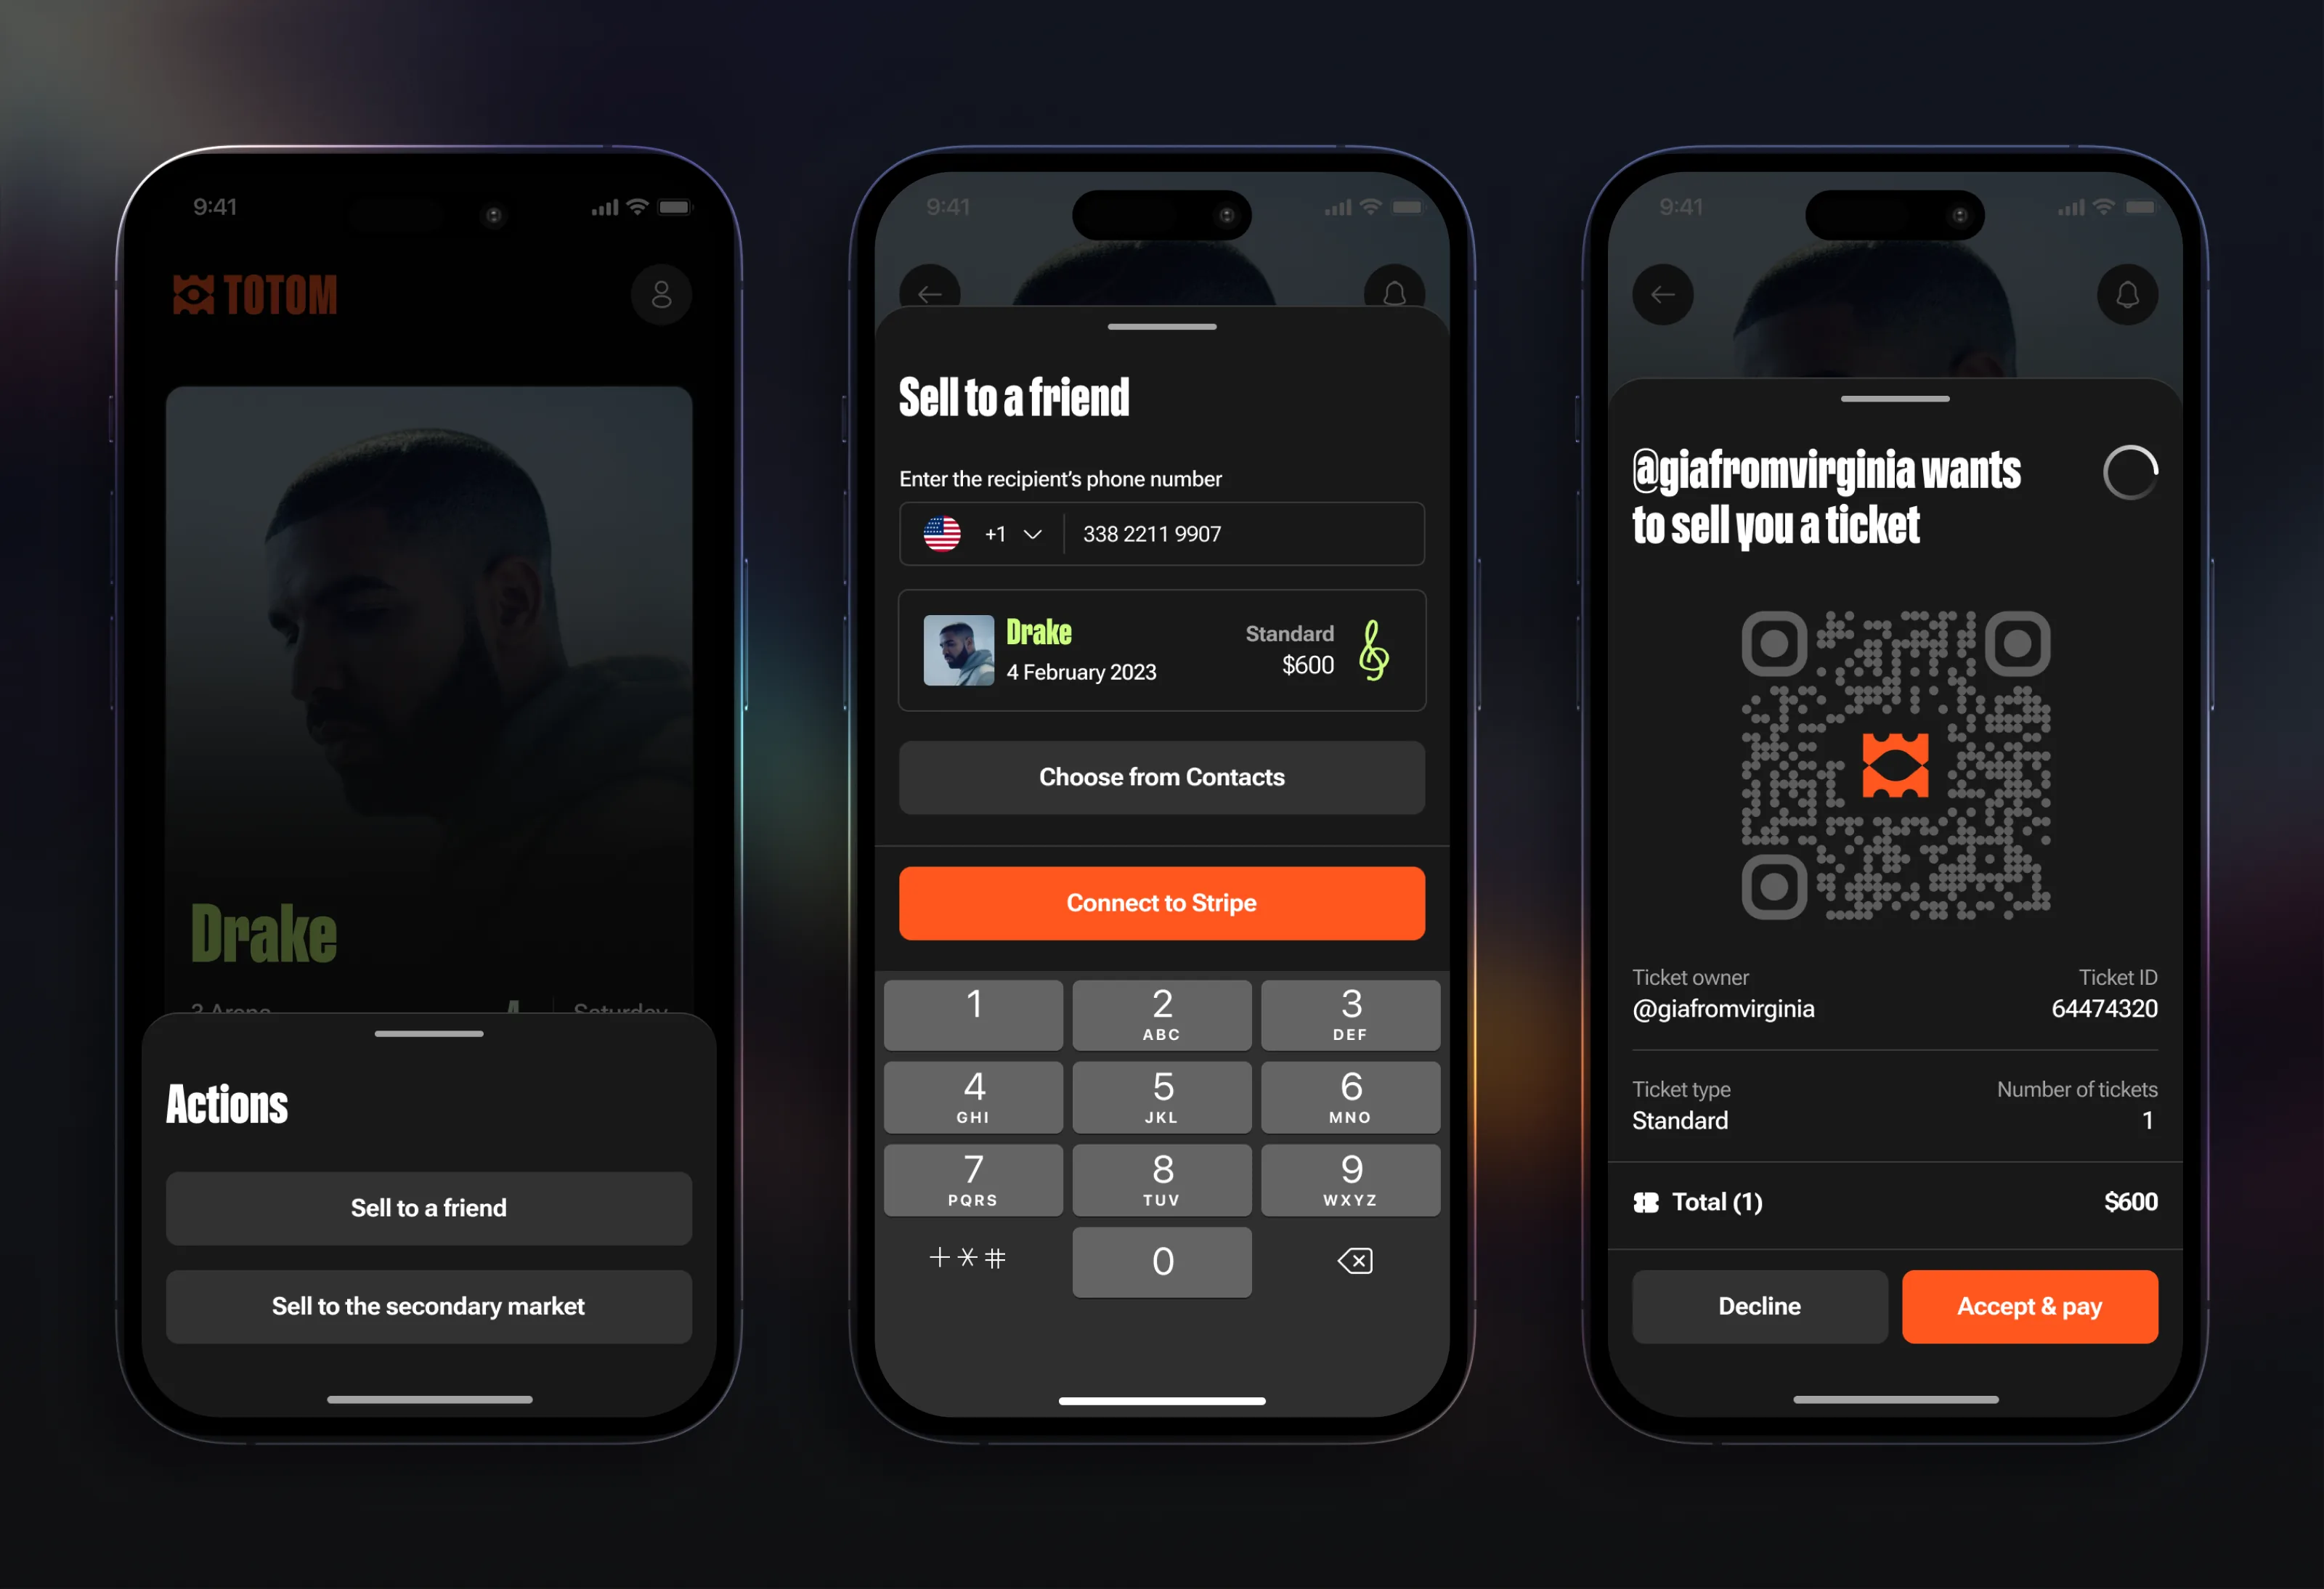 9:41
TOTOM
Drake
3 Arena
4
Saturday
Actions
Sell to a friend
Sell to the secondary market
9:41
Sell to a friend
Enter the recipient’s phone number
+1 338 2211 9907
Drake
4 February 2023
Standard
$600
Choose from Contacts
Connect to Stripe
1 2 3
ABC DEF
4 5 6
GHI JKL MNO
7 8 9
PQRS TUV WXYZ
+*# 0
9:41
@giafromvirginia wants
to sell you a ticket
Ticket owner Ticket ID
@giafromvirginia 64474320
Ticket type Number of tickets
Standard 1
Total (1) $600
Decline Accept & pay